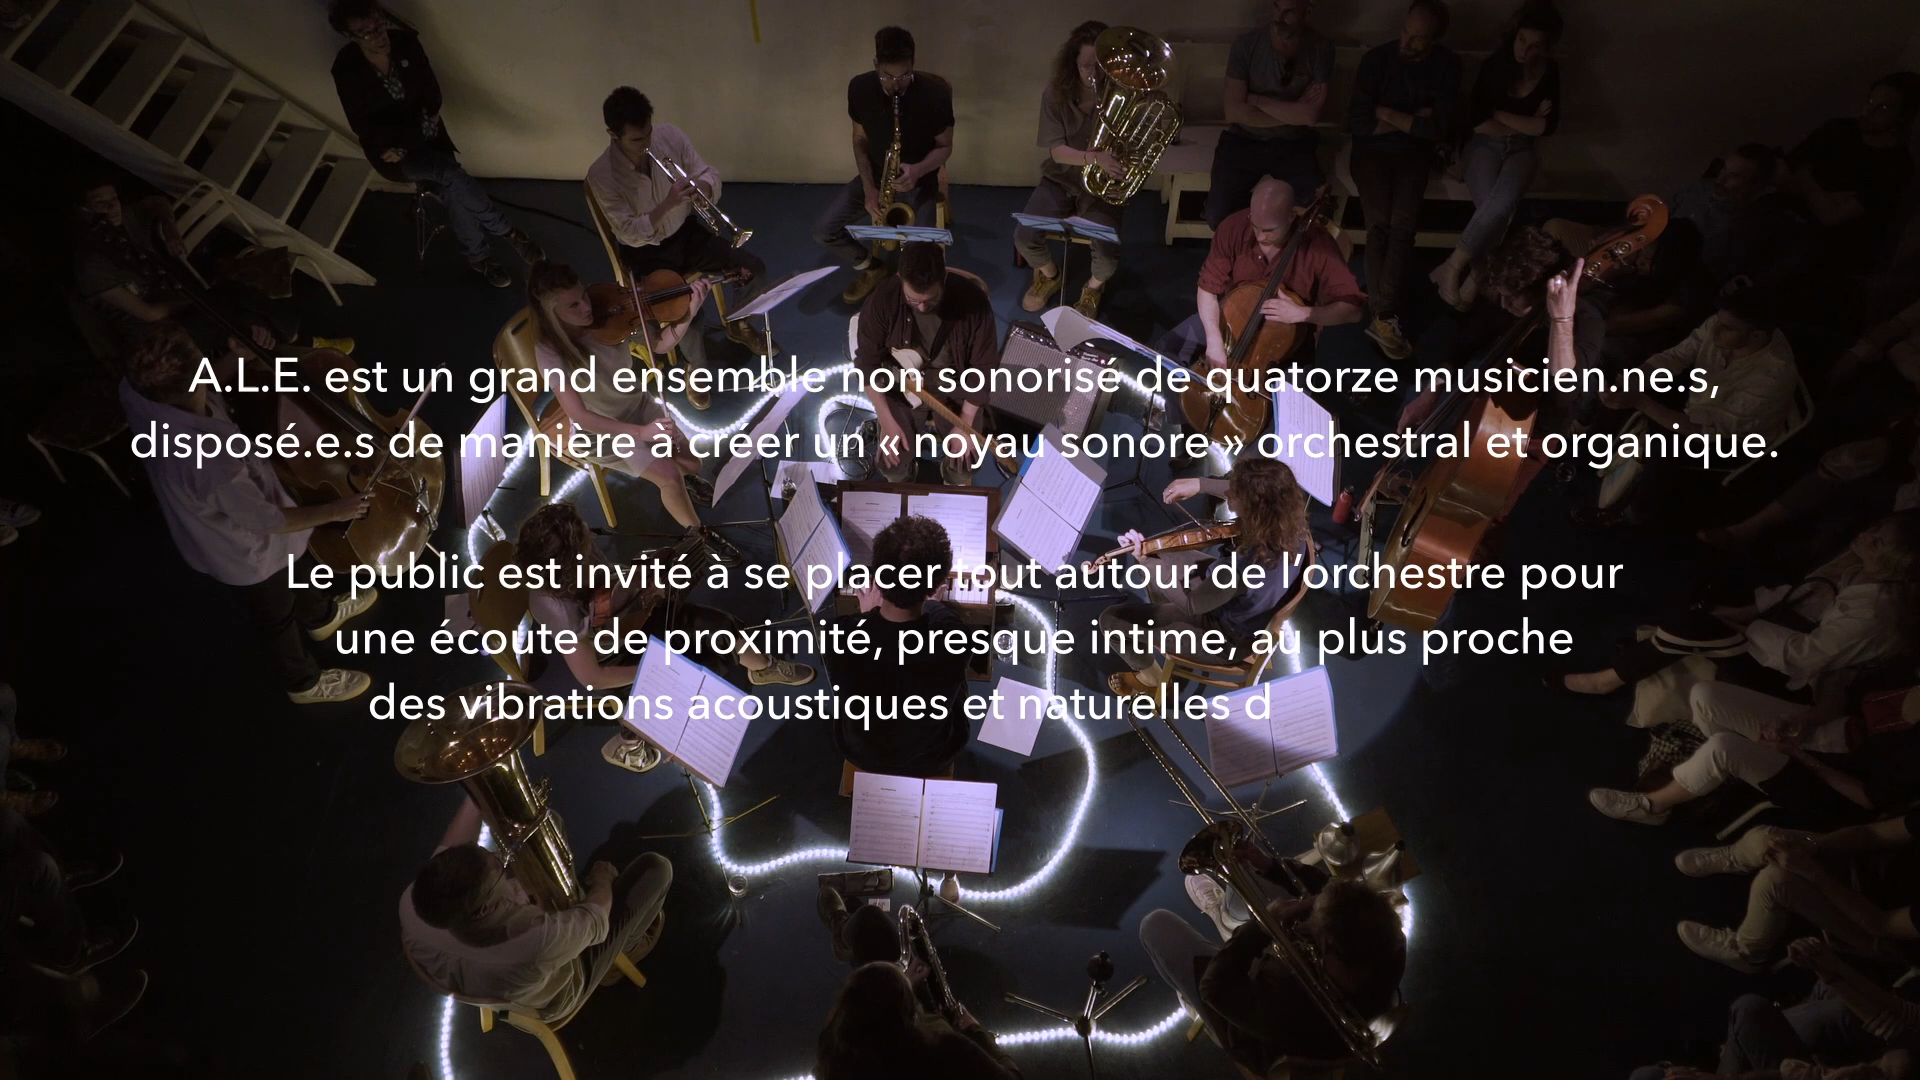 A.L.E. est un grand ensemble non sonorisé de quatorze musicien.ne.s,
disposé.e.s de manière à créer un « noyau sonore » orchestral et organique.
Le public est invité à se placer tout autour de l’orchestre pour
une écoute de proximité, presque intime, au plus proche
des vibrations acoustiques et naturelles d